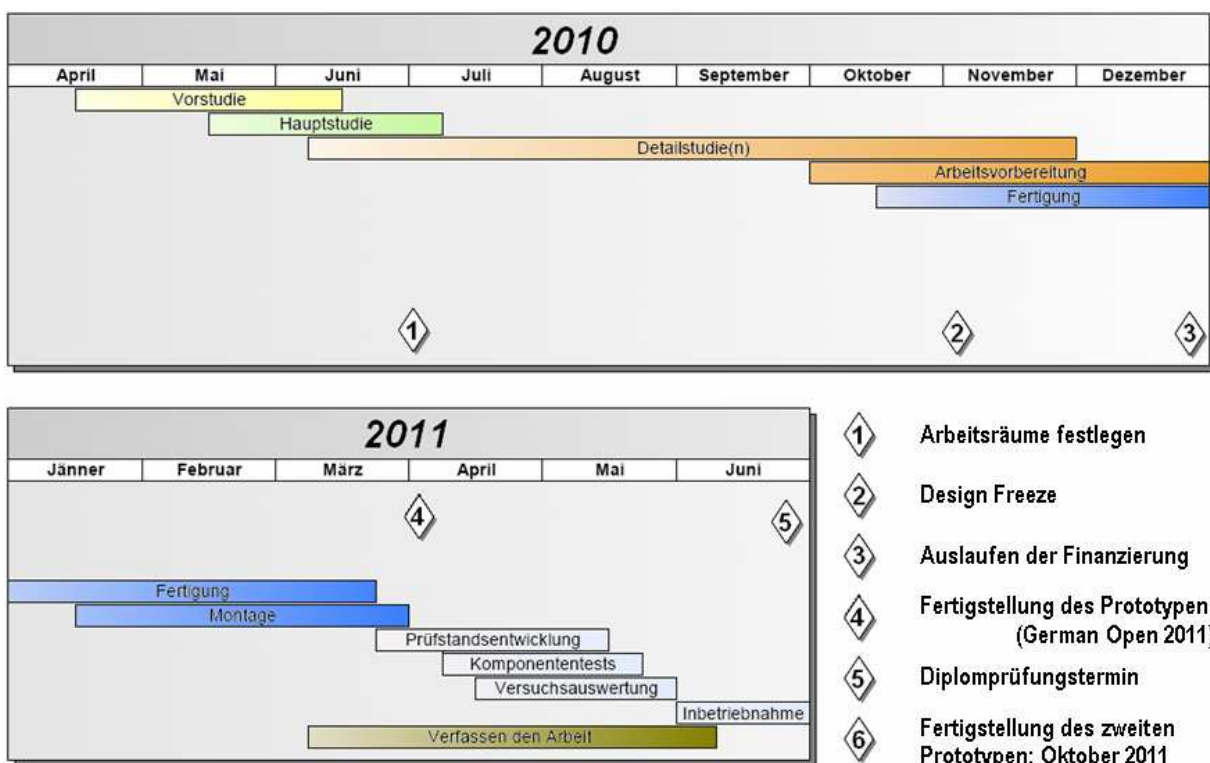 2010
April Mai Juni Juli August September Oktober November Dezember
Vorstudie
Hauptstudie
Detailstudie(n)
Arbeitsvorbereitung
Fertigung
1 2 3
2011
Jänner Februar März April Mai Juni
4 5
Fertigung
Montage
Prüfstandsentwicklung
Komponententests
Versuchsauswertung
Inbetriebnahme
Verfassen den Arbeit
1 Arbeitsräume festlegen
2 Design Freeze
3 Auslaufen der Finanzierung
4 Fertigstellung des Prototypen
(German Open 2011)
5 Diplomprüfungstermin
6 Fertigstellung des zweiten
Prototypen: Oktober 2011